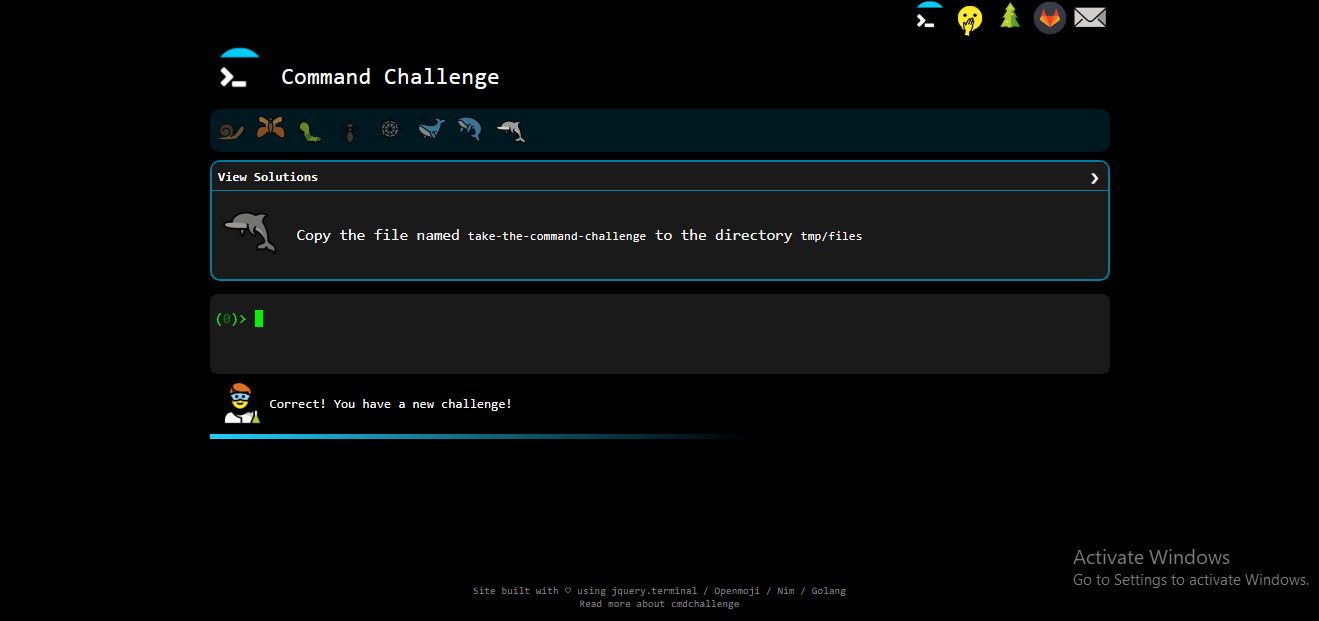 Command Challenge
View Solutions
Copy the file named take-the-command-challenge to the directory tmp/files
(0)>
Correct! You have a new challenge!
Activate Windows
Go to Settings to activate Windows.
Site built with ♡ using jquery.terminal / Openmoji / Nim / Golang
Read more about cmdchallenge